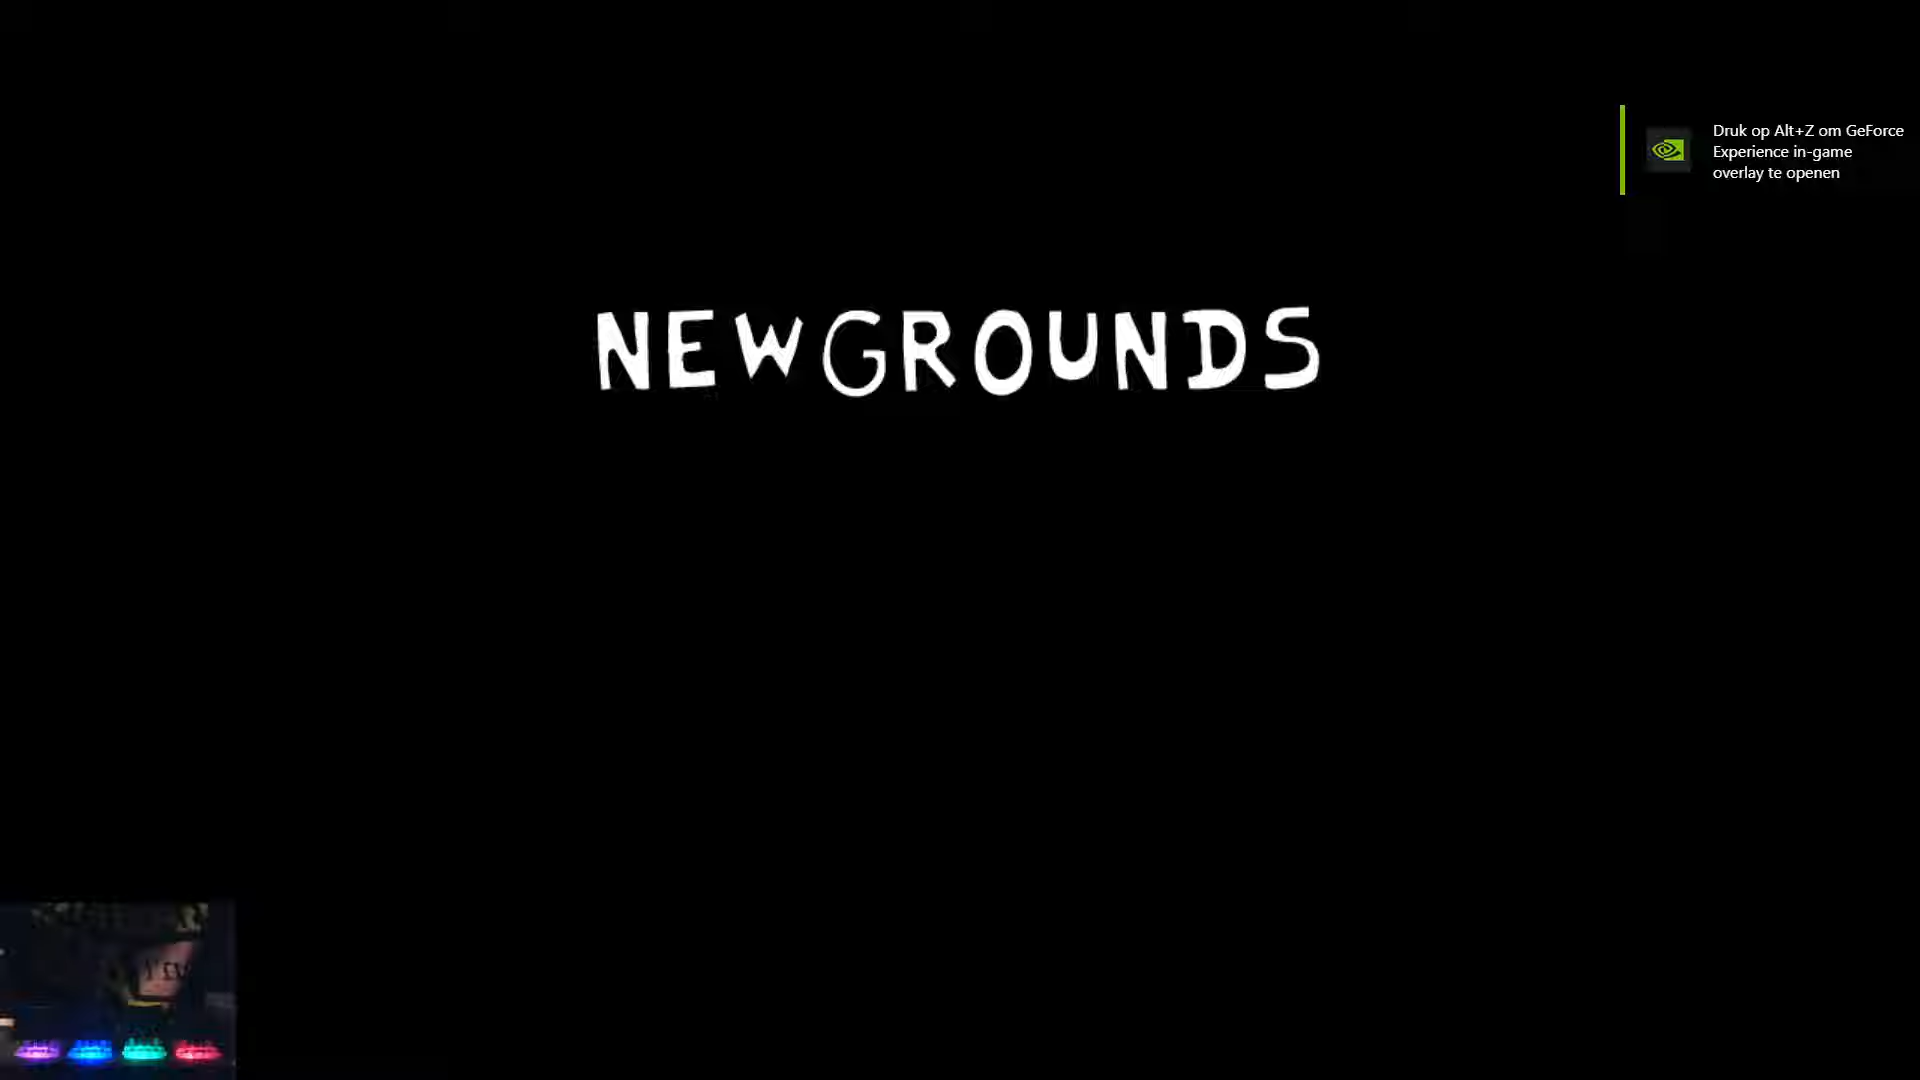 Druk op Alt+Z om GeForce
Experience in-game
overlay te openen
NEWGROUNDS